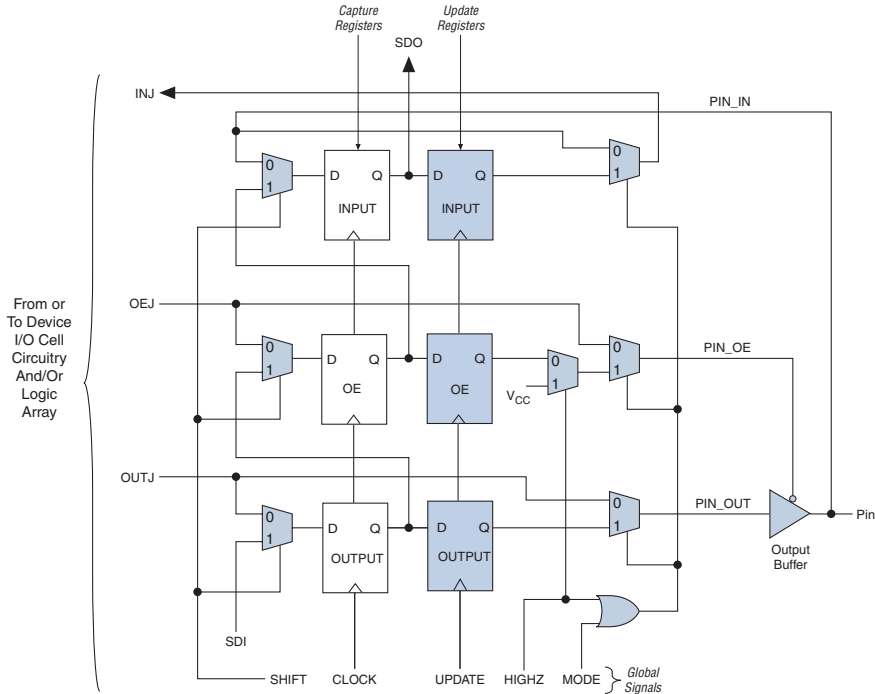 Capture
Registers
Update
Registers
SDO
INJ
PIN_IN
0
1
D Q
INPUT
D Q
INPUT
0
1
From or
To Device
I/O Cell
Circuitry
And/Or
Logic
Array
OEJ
0
1
D Q
OE
D Q
OE
0
1
VCC
0
1
PIN_OE
OUTJ
0
1
D Q
OUTPUT
D Q
OUTPUT
0
1
PIN_OUT
Pin
Output
Buffer
SDI
SHIFT
CLOCK
UPDATE
HIGHZ
MODE
Global
Signals